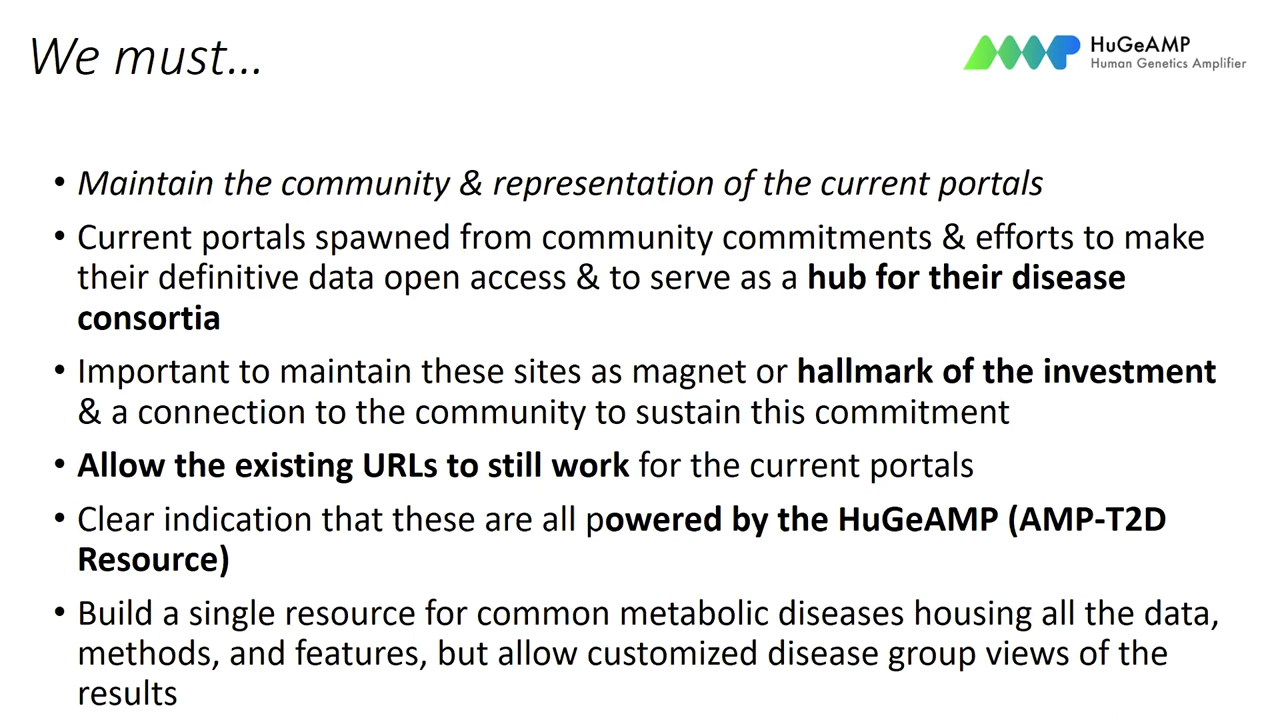 We must...
HuGeAMP
Human Genetics Amplifier
• Maintain the community & representation of the current portals
• Current portals spawned from community commitments & efforts to make
their definitive data open access & to serve as a hub for their disease
consortia
• Important to maintain these sites as magnet or hallmark of the investment
& a connection to the community to sustain this commitment
• Allow the existing URLs to still work for the current portals
• Clear indication that these are all powered by the HuGeAMP (AMP-T2D
Resource)
• Build a single resource for common metabolic diseases housing all the data,
methods, and features, but allow customized disease group views of the
results